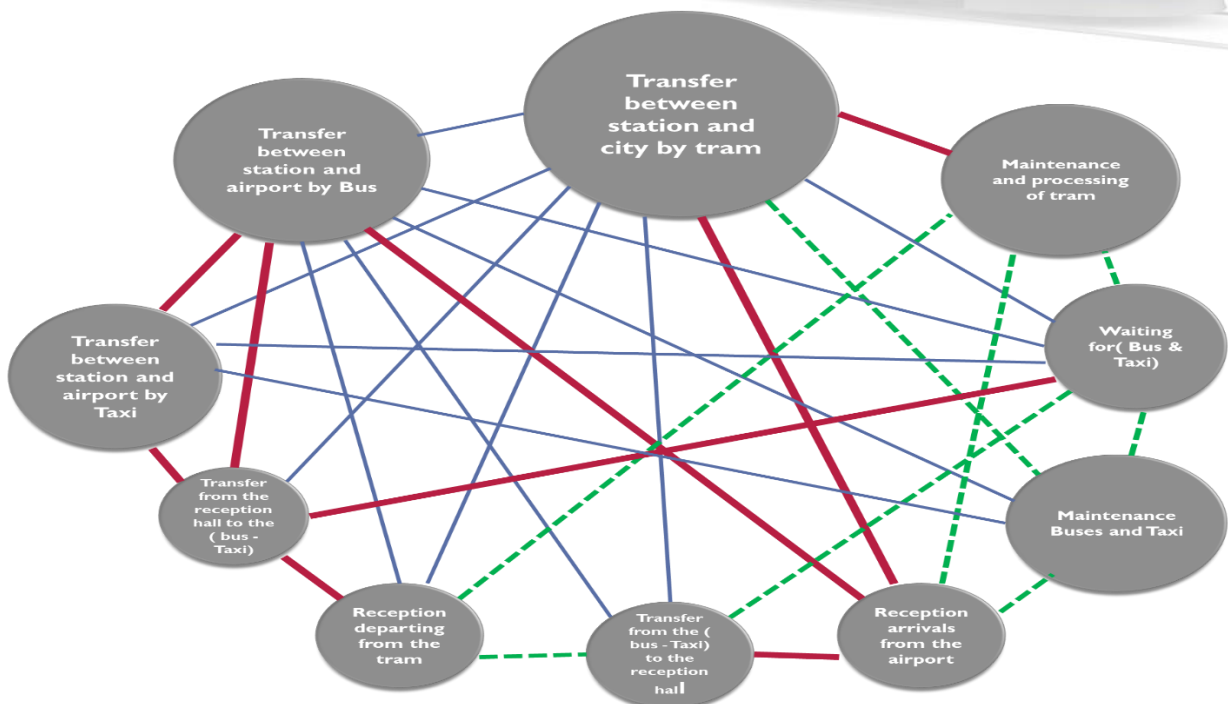 Transfer
between
station and
city by tram
Transfer
between
station and
airport by Bus
Maintenance
and processing
of tram
Transfer
between
station and
airport by
Taxi
Waiting
for( Bus &
Taxi)
Transfer
from the
reception
hall to the
( bus -
Taxi)
Maintenance
Buses and Taxi
Reception
departing
from the
tram
Transfer
from the (
bus - Taxi)
to the
reception
hall
Reception
arrivals
from the
airport